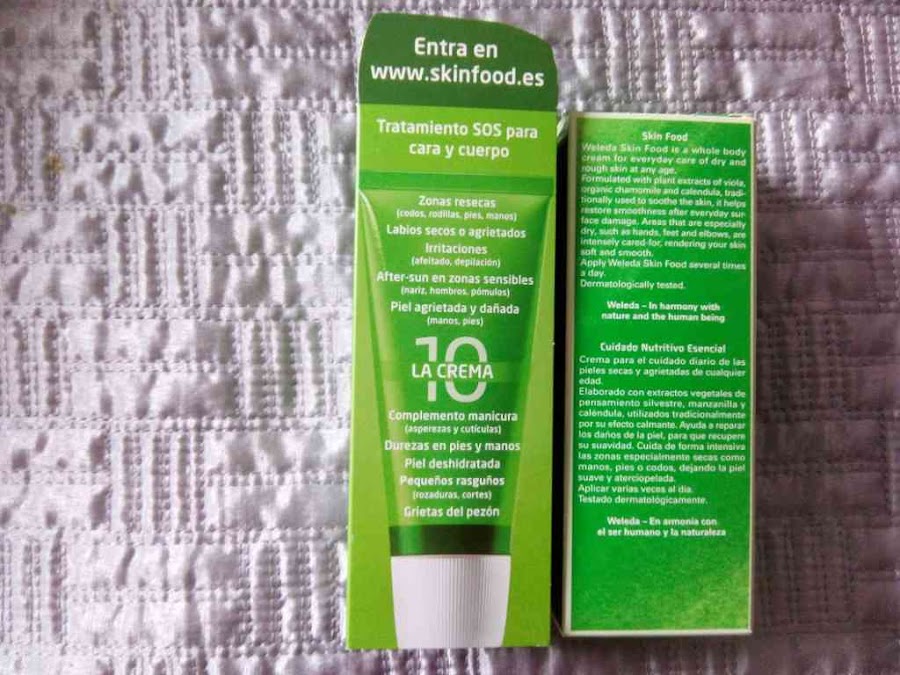 Entra en
www.skinfood.es
Tratamiento SOS para
cara y cuerpo
Zonas resecas
(codos, rodillas, pies, manos)
Labios secos o agrietados
Irritaciones
(afeitado, depilación)
After-sun en zonas sensibles
(nariz, hombros, pómulos)
Piel agrietada y dañada
(manos, pies)
10
LA CREMA
Complemento manicura
(asperezas y cutículas)
Durezas en pies y manos
Piel deshidratada
Pequeños rasguños
(rozaduras, cortes)
Grietas del pezón
Skin Food
Weleda Skin Food is a whole body
cream for everyday care of dry and
rough skin at any age.
Formulated with plant extracts of viola,
organic chamomile and calendula, tradi-
tionally used to soothe the skin, it helps
restore smoothness after everyday sur-
face damage. Areas that are especially
dry, such as hands, feet and elbows, are
intensely cared-for, rendering your skin
soft and smooth.
Apply Weleda Skin Food several times
a day.
Dermatologically tested.
Weleda – In harmony with
nature and the human being
Cuidado Nutritivo Esencial
Crema para el cuidado diario de las
pieles secas y agrietadas de cualquier
edad.
Elaborado con extractos vegetales de
pensamiento silvestre, manzanilla y
caléndula, utilizados tradicionalmente
por su efecto calmante. Ayuda a reparar
los daños de la piel, para que recupere
su suavidad. Cuida de forma intensiva
las zonas especialmente secas como
manos, pies o codos, dejando la piel
suave y aterciopelada.
Aplicar varias veces al día.
Testado dermatológicamente.
Weleda – En armonía con
el ser humano y la naturaleza